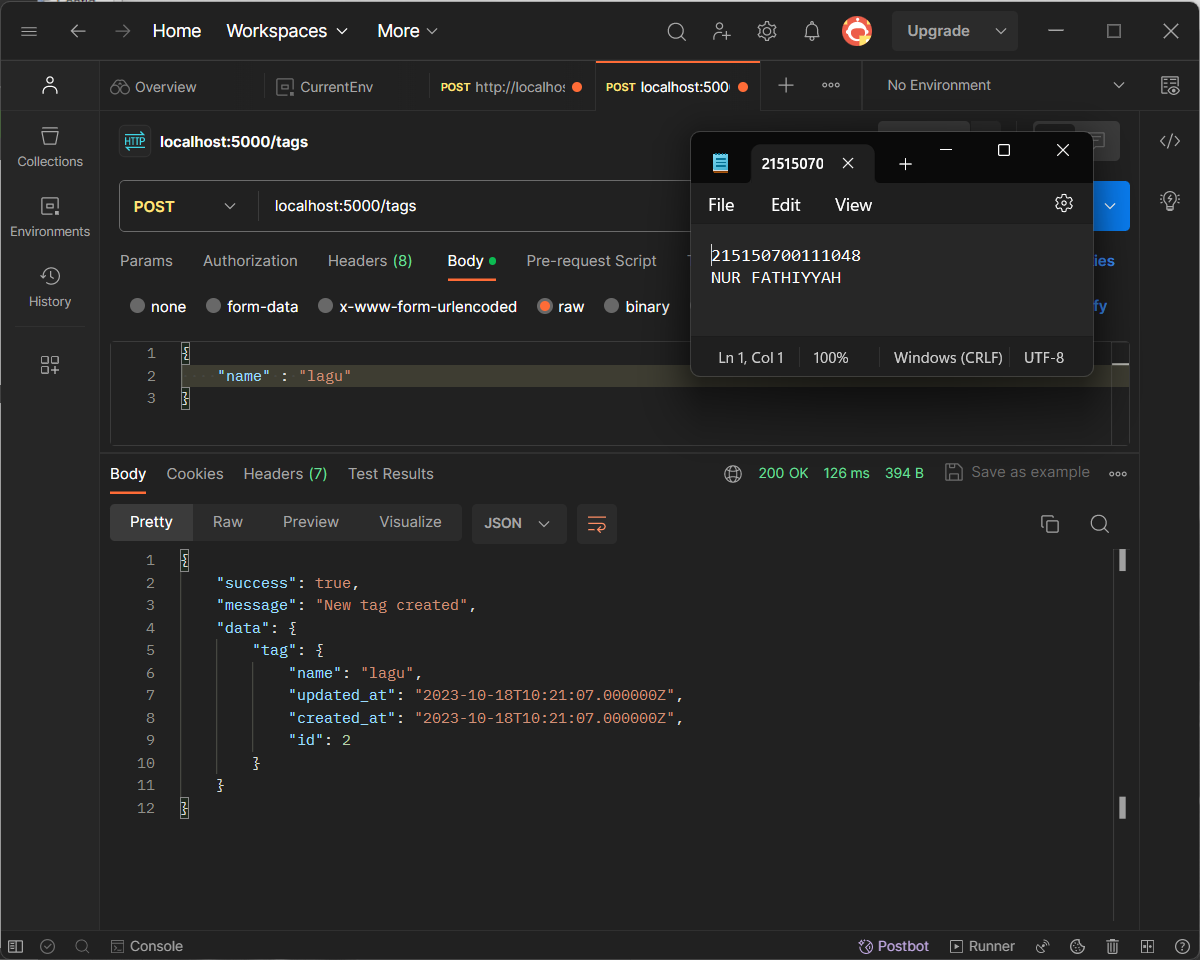 Home Workspaces More Upgrade
Overview CurrentEnv POST http://localhos POST localhost:500 No Environment
HTTP localhost:5000/tags
21515070
Collections
POST localhost:5000/tags
File Edit View
Environments
Params Authorization Headers (8) Body Pre-request Script
215150700111048
NUR FATHIYYAH
History
none form-data x-www-form-urlencoded raw binary
Ln 1, Col 1 100% Windows (CRLF) UTF-8
1 {
2 "name" : "lagu"
3 }
Body Cookies Headers (7) Test Results 200 OK 126 ms 394 B Save as example
Pretty Raw Preview Visualize JSON
1 {
2 "success": true,
3 "message": "New tag created",
4 "data": {
5 "tag": {
6 "name": "lagu",
7 "updated_at": "2023-10-18T10:21:07.000000Z",
8 "created_at": "2023-10-18T10:21:07.000000Z",
9 "id": 2
10 }
11 }
12 }
Console Postbot Runner